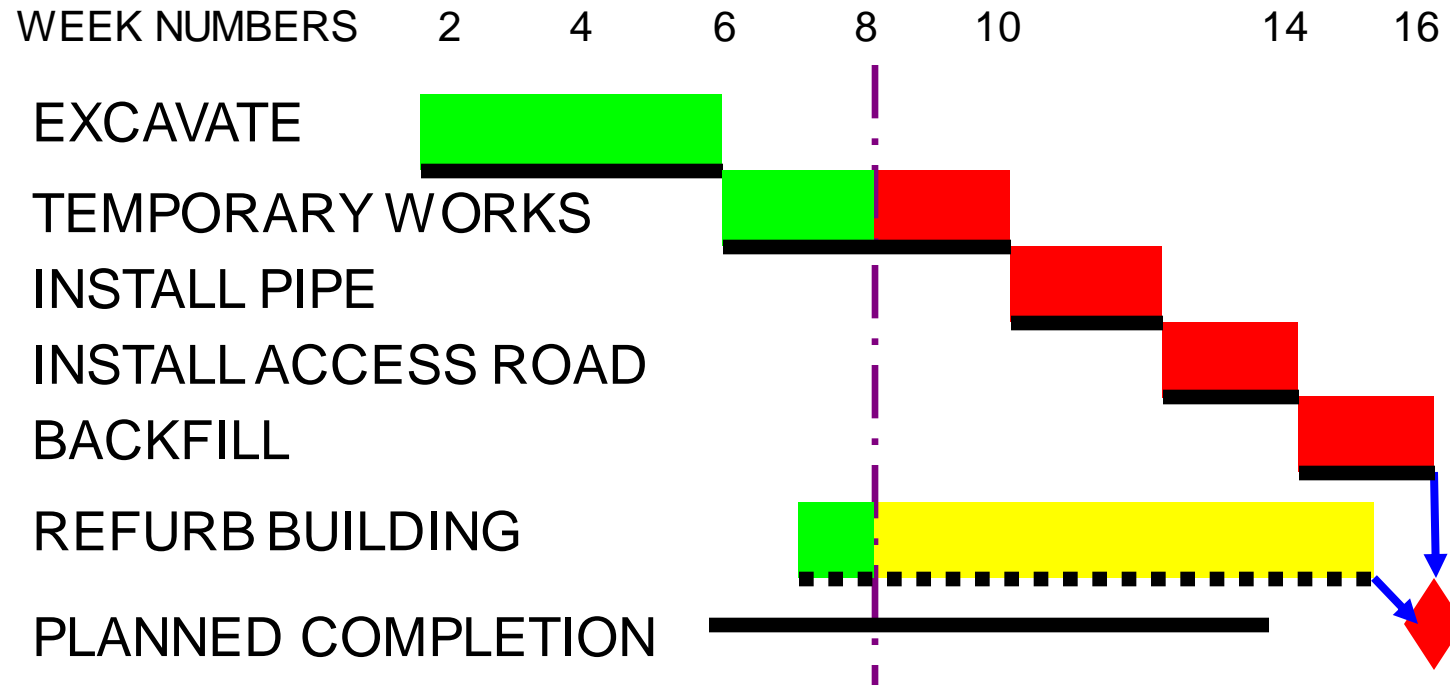 WEEK NUMBERS 2 4 6 8 10 14 16
EXCAVATE
TEMPORARY WORKS
INSTALL PIPE
INSTALL ACCESS ROAD
BACKFILL
REFURB BUILDING
PLANNED COMPLETION